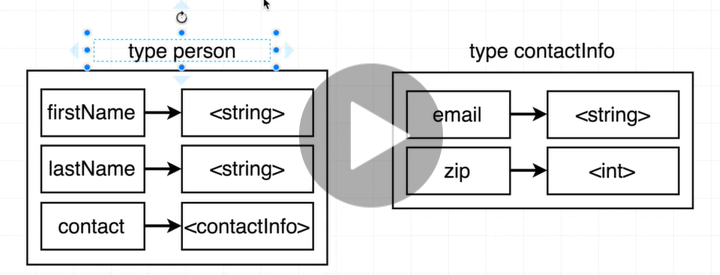 type person
firstName <string>
lastName <string>
contact <contactInfo>
type contactInfo
email <string>
zip <int>